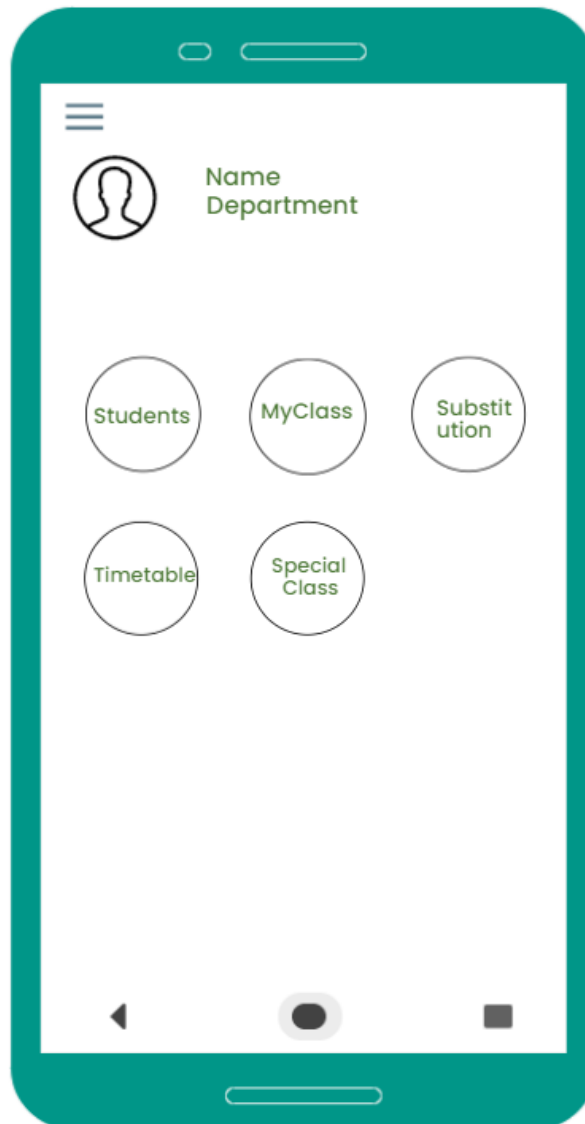 Name
Department
Students
MyClass
Substit
ution
Timetable
Special
Class